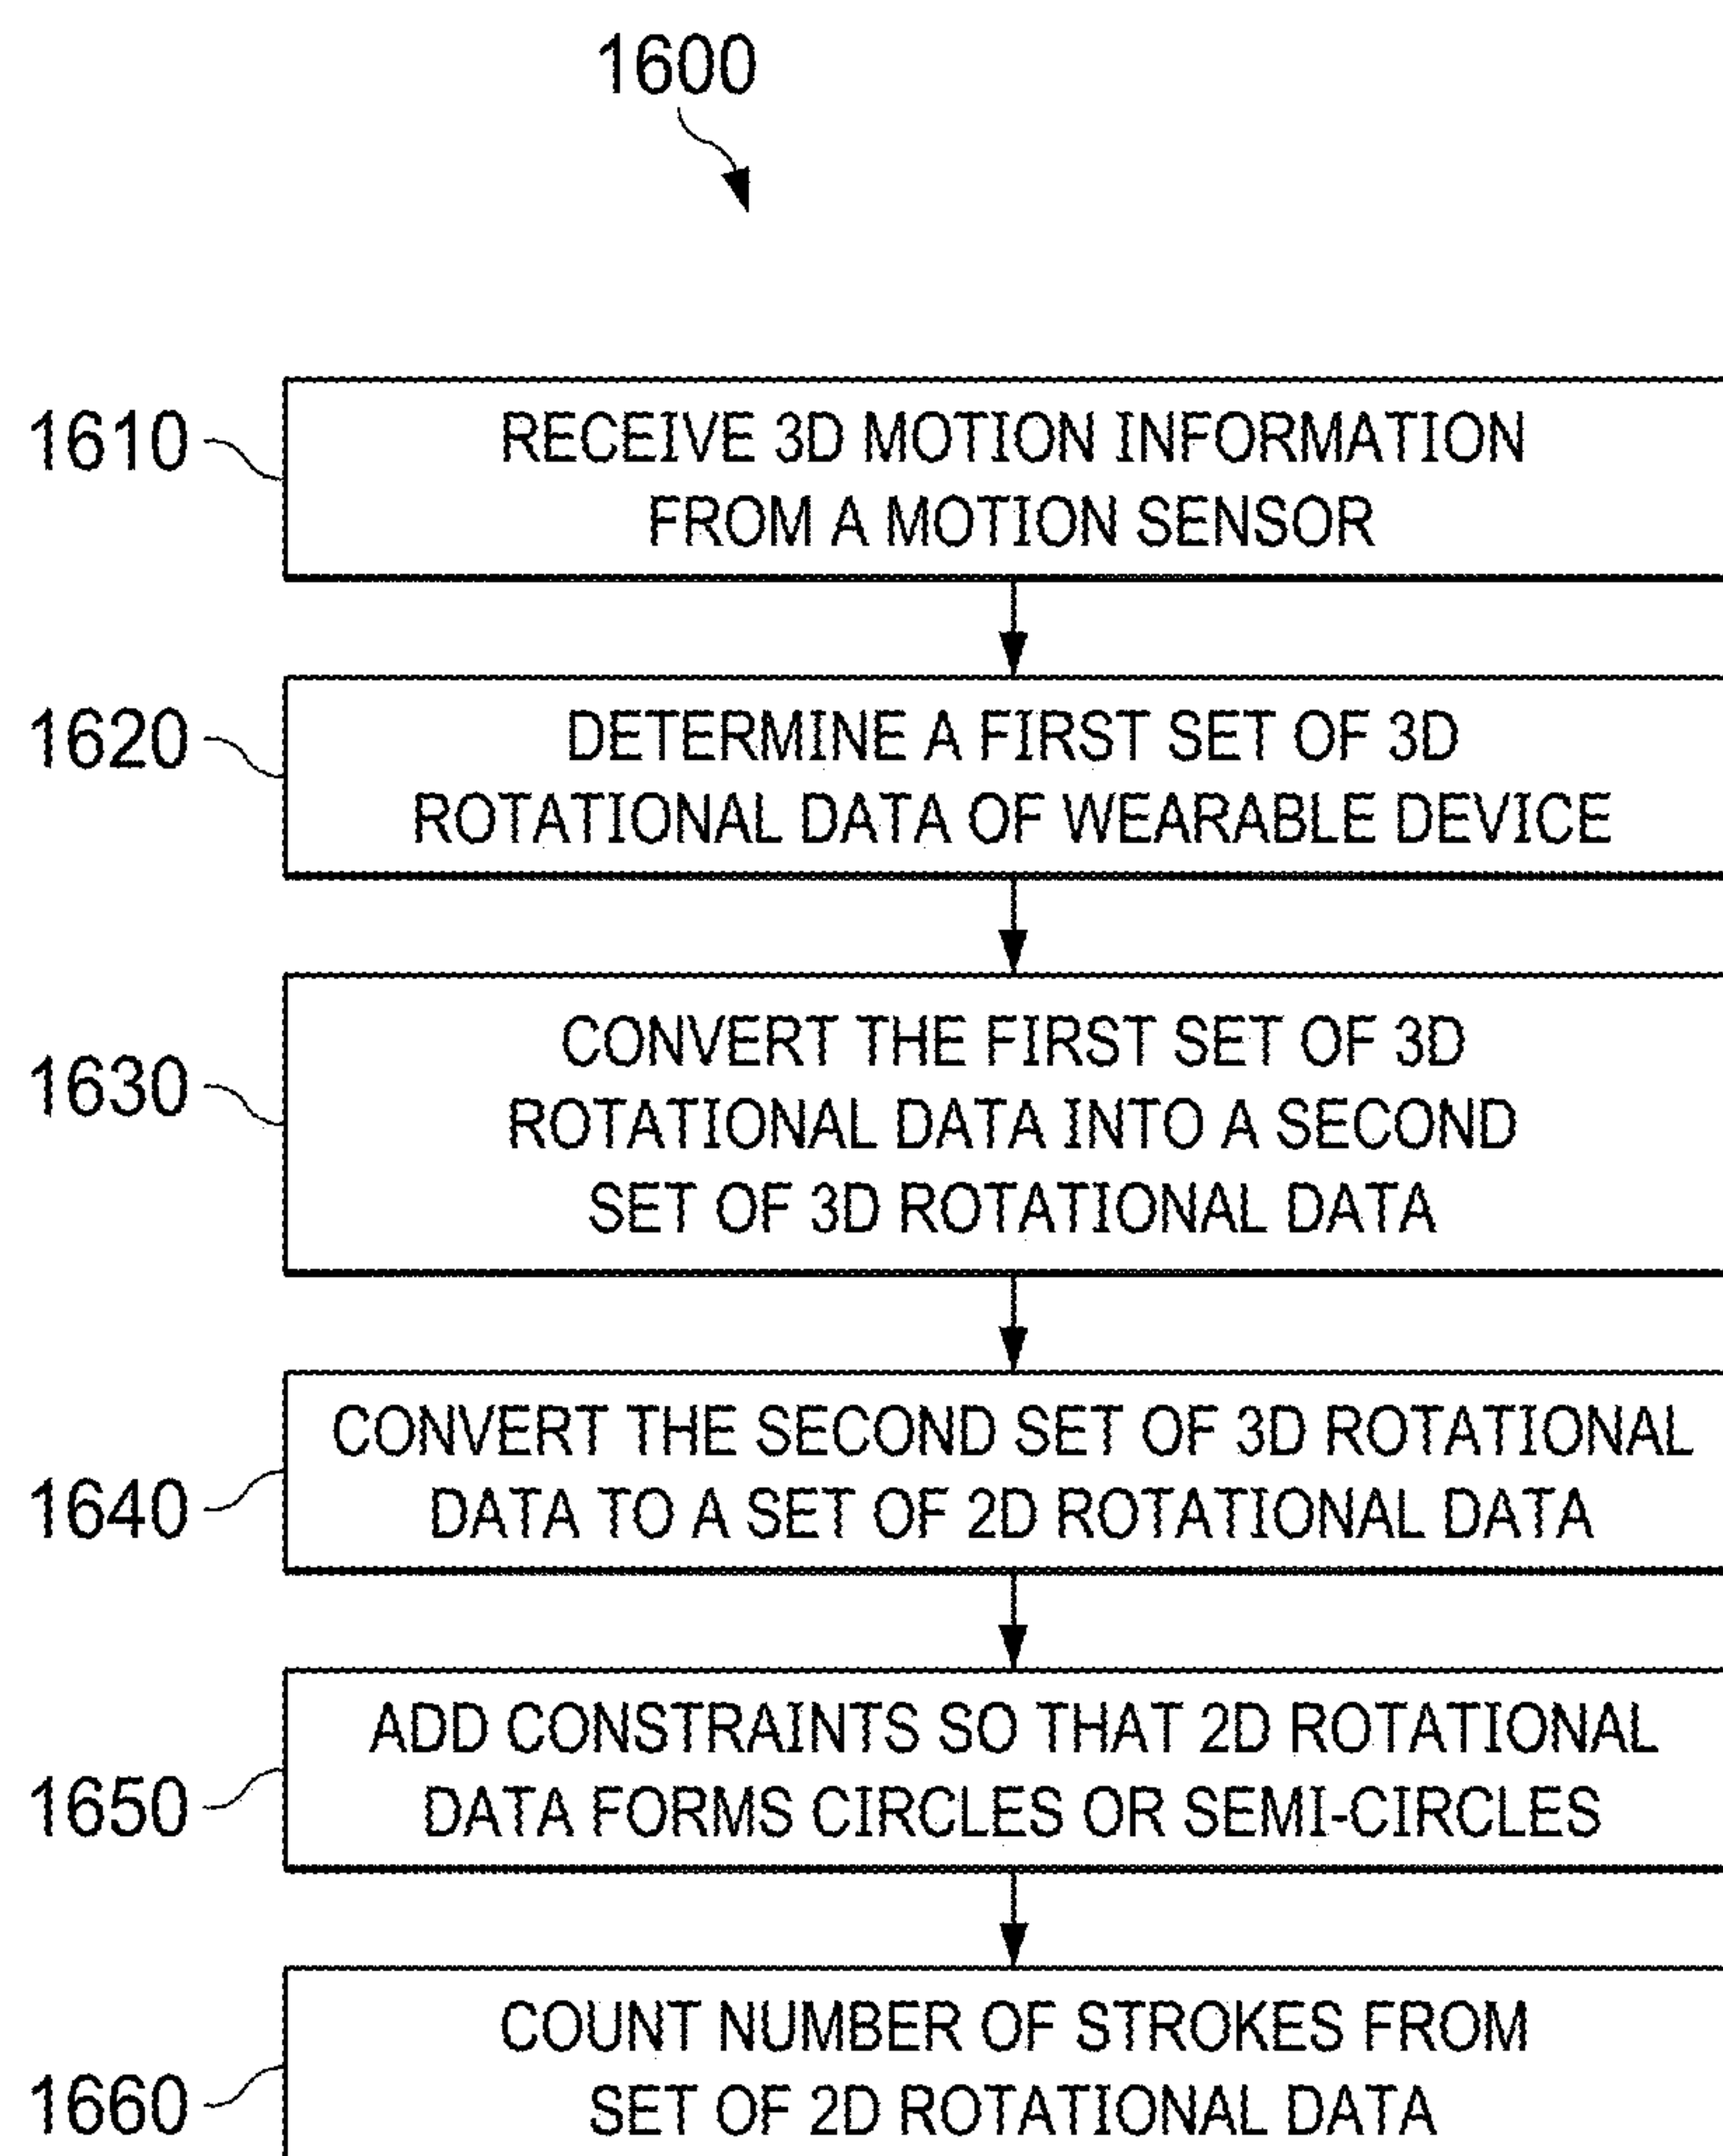 1600
1610
RECEIVE 3D MOTION INFORMATION
FROM A MOTION SENSOR
1620
DETERMINE A FIRST SET OF 3D
ROTATIONAL DATA OF WEARABLE DEVICE
1630
CONVERT THE FIRST SET OF 3D
ROTATIONAL DATA INTO A SECOND
SET OF 3D ROTATIONAL DATA
1640
CONVERT THE SECOND SET OF 3D ROTATIONAL
DATA TO A SET OF 2D ROTATIONAL DATA
1650
ADD CONSTRAINTS SO THAT 2D ROTATIONAL
DATA FORMS CIRCLES OR SEMI-CIRCLES
1660
COUNT NUMBER OF STROKES FROM
SET OF 2D ROTATIONAL DATA